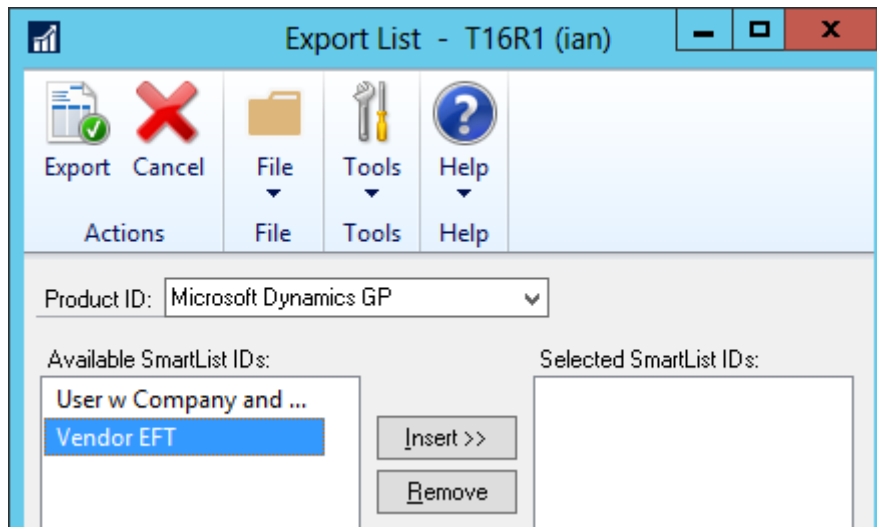 Export List - T16R1 (ian)
Export Cancel File Tools Help
Actions File Tools Help
Product ID: Microsoft Dynamics GP
Available SmartList IDs: Selected SmartList IDs:
User w Company and ...
Vendor EFT
Insert >>
Remove